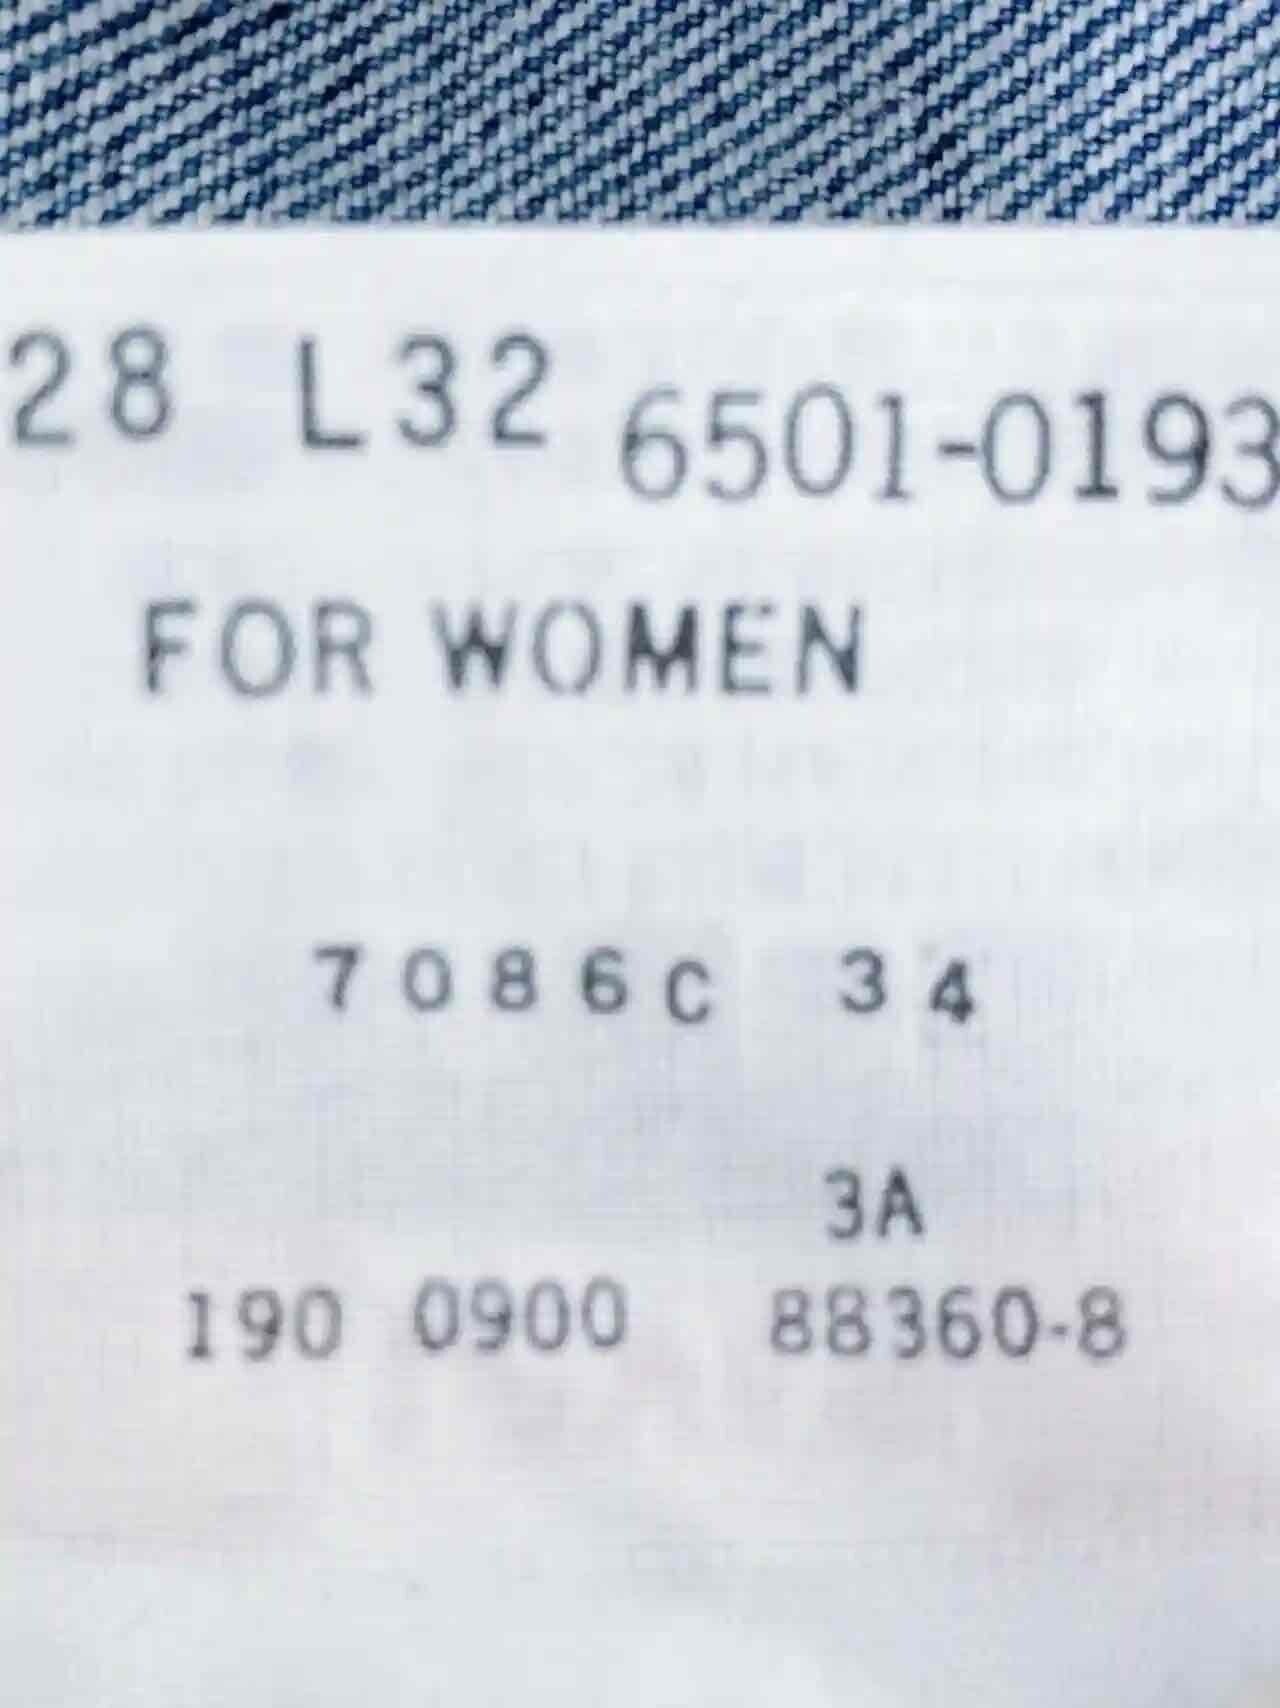 28 L32 6501-0193
FOR WOMEN
7086C 34
3A
190 0900 88360-8